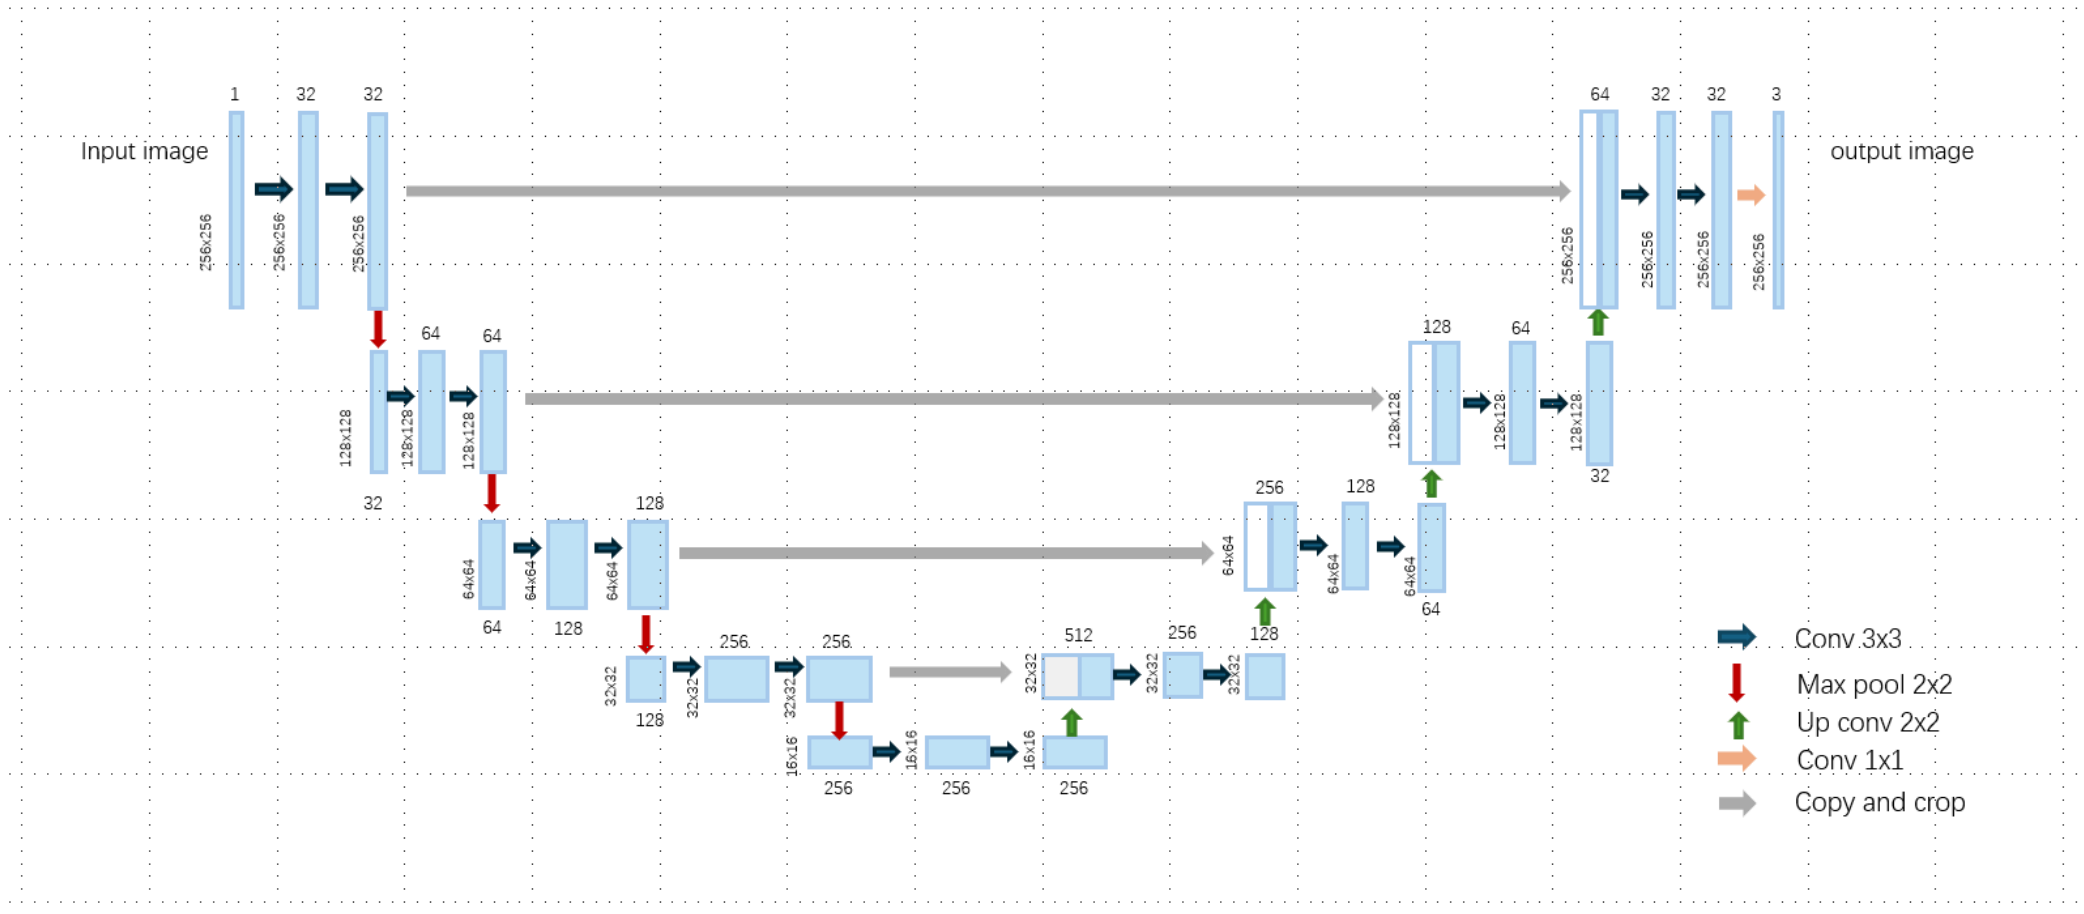 1
32
32
64
32
32
3
Input image
output image
256x256
256x256
256x256
256x256
256x256
256x256
256x256
64
64
128
64
128x128
128x128
128x128
128x128
128x128
128x128
32
32
128
256
128
64x64
64x64
64x64
64x64
64x64
64x64
64
128
64
256
256
512
256
128
32x32
32x32
32x32
32x32
32x32
32x32
128
16x16
16x16
16x16
256
256
256
Conv 3x3
Max pool 2x2
Up conv 2x2
Conv 1x1
Copy and crop